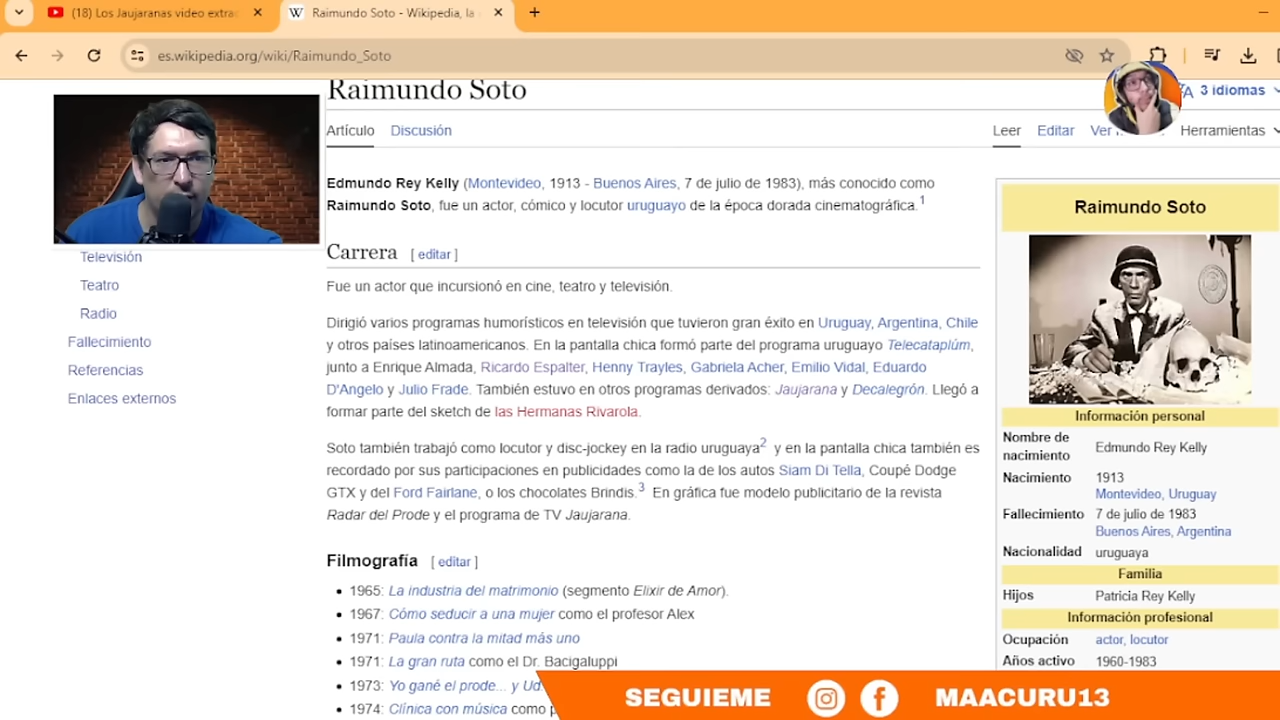 (18) Los Jaujaranas video extrac
Raimundo Soto - Wikipedia, la
es.wikipedia.org/wiki/Raimundo_Soto
Raimundo Soto
3 idiomas
Artículo
Discusión
Leer
Editar
Herramientas
Edmundo Rey Kelly (Montevideo, 1913 - Buenos Aires, 7 de julio de 1983), más conocido como
Raimundo Soto, fue un actor, cómico y locutor uruguayo de la época dorada cinematográfica.1
Carrera [ editar ]
Fue un actor que incursionó en cine, teatro y televisión.
Dirigió varios programas humorísticos en televisión que tuvieron gran éxito en Uruguay, Argentina, Chile
y otros países latinoamericanos. En la pantalla chica formó parte del programa uruguayo Telecataplúm,
junto a Enrique Almada, Ricardo Espalter, Henny Trayles, Gabriela Acher, Emilio Vidal, Eduardo
D'Angelo y Julio Frade. También estuvo en otros programas derivados: Jaujarana y Decalegrón. Llegó a
formar parte del sketch de las Hermanas Rivarola.
Soto también trabajó como locutor y disc-jockey en la radio uruguaya2 y en la pantalla chica también es
recordado por sus participaciones en publicidades como la de los autos Siam Di Tella, Coupé Dodge
GTX y del Ford Fairlane, o los chocolates Brindis.3 En gráfica fue modelo publicitario de la revista
Radar del Prode y el programa de TV Jaujarana.
Filmografía [ editar ]
1965: La industria del matrimonio (segmento Elixir de Amor).
1967: Cómo seducir a una mujer como el profesor Alex
1971: Paula contra la mitad más uno
1971: La gran ruta como el Dr. Bacigaluppi
1973: Yo gané el prode... y Ud.
1974: Clínica con música como
Televisión
Teatro
Radio
Fallecimiento
Referencias
Enlaces externos
Raimundo Soto
Información personal
Nombre de
nacimiento
Edmundo Rey Kelly
Nacimiento
1913
Montevideo, Uruguay
Fallecimiento
7 de julio de 1983
Buenos Aires, Argentina
Nacionalidad
uruguaya
Familia
Hijos
Patricia Rey Kelly
Información profesional
Ocupación
actor, locutor
Años activo
1960-1983
SEGUIEME
MAACURU13